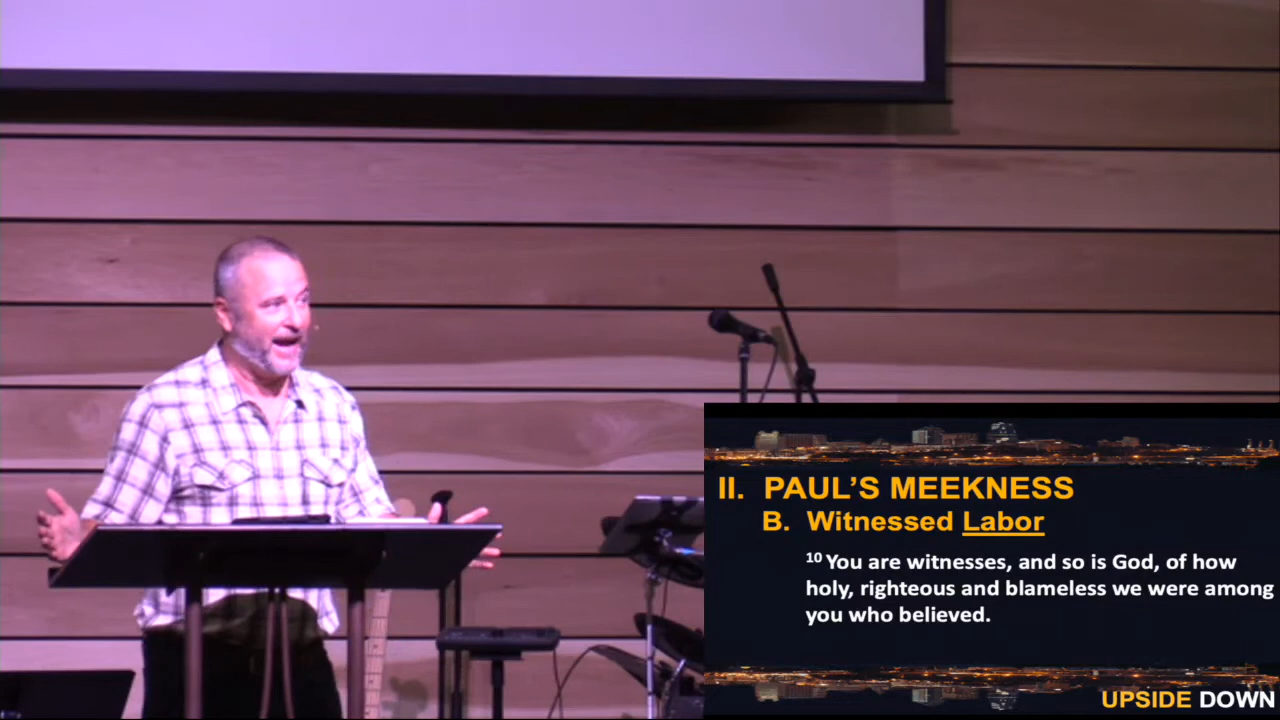 II. PAUL’S MEEKNESS
B. Witnessed Labor
10 You are witnesses, and so is God, of how
holy, righteous and blameless we were among
you who believed.
UPSIDE DOWN